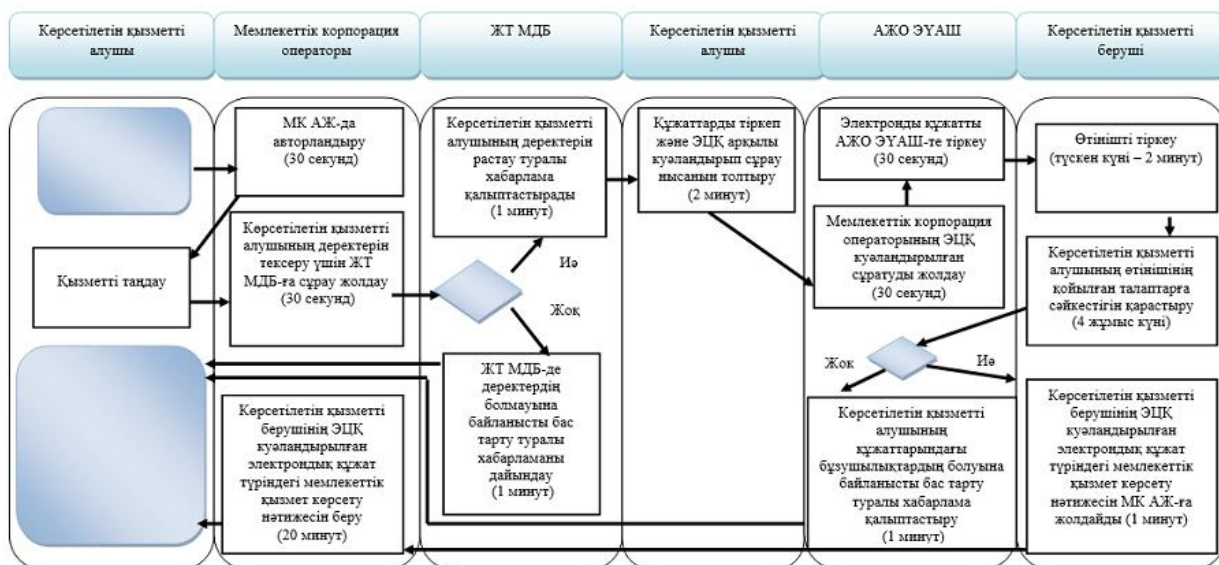 Көрсетілетін қызметті
алушы
Мемлекеттік корпорация
операторы
ЖТ МДБ
Көрсетілетін қызметті
алушы
АЖО ЭҮАШ
Көрсетілетін қызметті
беруші
МК АЖ-да
авторландыру
(30 секунд)
Қызметті таңдау
Көрсетілетін қызметті
алушының деректерін
тексеру үшін ЖТ
МДБ-ға сұрау жолдау
(30 секунд)
Көрсетілетін қызметті
алушының деректерін
растау туралы
хабарлама
қалыптастырады
(1 минут)
Иә
Жоқ
ЖТ МДБ-де
деректердің
болмауына
байланысты бас
тарту туралы
хабарламаны
дайындау
(1 минут)
Құжаттарды тіркеп
және ЭЦҚ арқылы
куәландырып сұрау
нысанын толтыру
(2 минут)
Мемлекеттік корпорация
операторының ЭЦҚ
куәландырылған
сұратуды жолдау
(30 секунд)
Электронды құжатты
АЖО ЭҮАШ-те тіркеу
(30 секунд)
Өтінішті тіркеу
(түскен күні – 2 минут)
Көрсетілетін қызметті
алушының өтінішінің
қойылған талаптарға
сәйкестігін қарастыру
(4 жұмыс күні)
Жок
Иә
Көрсетілетін қызметті
алушының
құжаттарындағы
бұзушылықтардың болуына
байланысты бас тарту
туралы хабарлама
қалыптастыру
(1 минут)
Көрсетілетін қызметті
берушінің ЭЦҚ
куәландырылған
электрондық құжат
түріндегі мемлекеттік
қызмет көрсету
нәтижесін МК АЖ-ға
жолдайды (1 минут)
Көрсетілетін қызметті
берушінің ЭЦҚ
куәландырылған
электрондық құжат
түріндегі мемлекеттік
қызмет көрсету
нәтижесін беру
(20 минут)